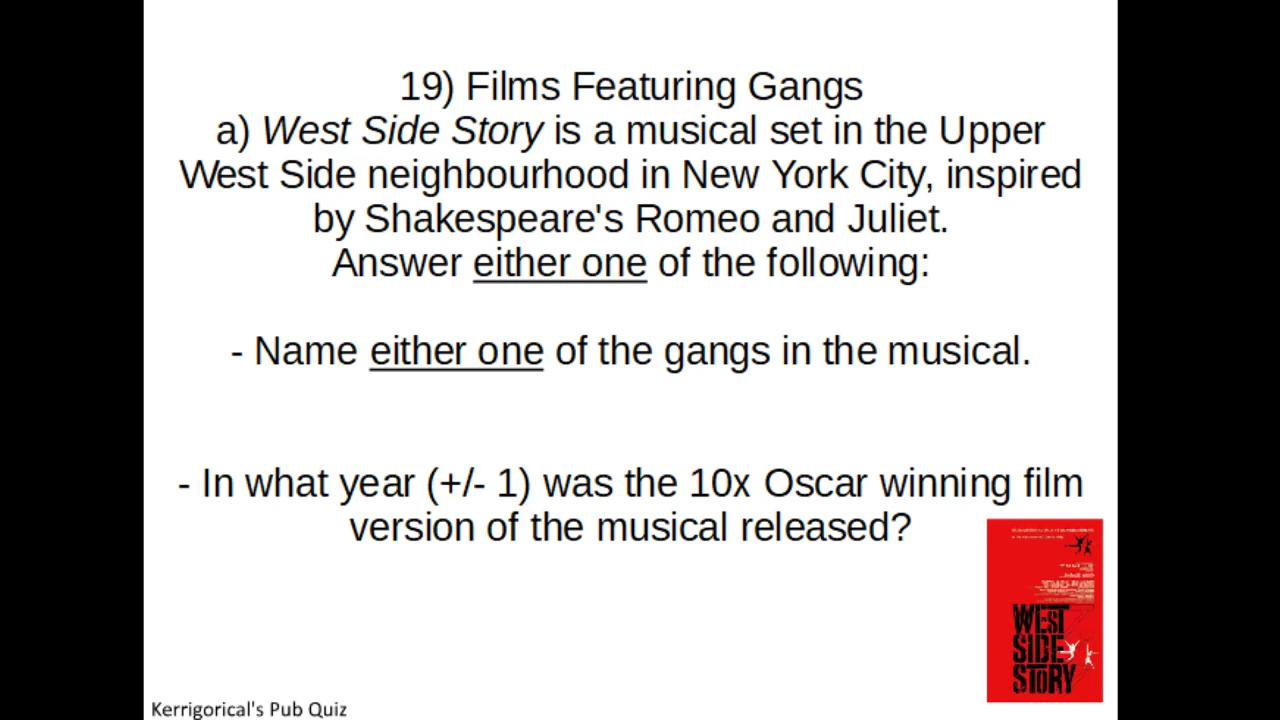 19) Films Featuring Gangs
a) West Side Story is a musical set in the Upper
West Side neighbourhood in New York City, inspired
by Shakespeare's Romeo and Juliet.
Answer either one of the following:
- Name either one of the gangs in the musical.
- In what year (+/- 1) was the 10x Oscar winning film
version of the musical released?
WEST
SIDE
STORY
Kerrigorical's Pub Quiz